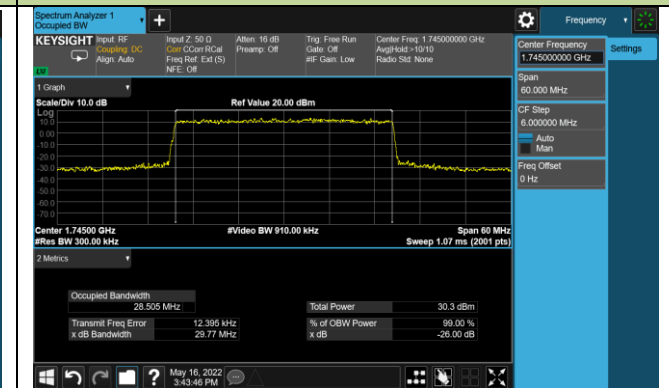 Spectrum Analyzer 1
Occupied BW
+
Frequency
KEYSIGHT
Input: RF
Coupling: DC
Align: Auto
Input Z: 50 Ω
Corr CCorr RCal
Freq Ref: Ext (S)
NFE: Off
Atten: 16 dB
Preamp: Off
Trig: Free Run
Gate: Off
#IF Gain: Low
Center Freq: 1.745000000 GHz
Avg|Hold:>10/10
Radio Std: None
Center Frequency
1.745000000 GHz
Settings
Span
60.000 MHz
CF Step
6.000000 MHz
Auto
Man
Freq Offset
0 Hz
1 Graph
Scale/Div 10.0 dB
Ref Value 20.00 dBm
Log
10.0
0.00
-10.0
-20.0
-30.0
-40.0
-50.0
-60.0
-70.0
Center 1.74500 GHz
#Video BW 910.00 kHz
Span 60 MHz
#Res BW 300.00 kHz
Sweep 1.07 ms (2001 pts)
2 Metrics
Occupied Bandwidth
28.505 MHz
Total Power
30.3 dBm
Transmit Freq Error
12.395 kHz
% of OBW Power
99.00 %
x dB Bandwidth
29.77 MHz
x dB
-26.00 dB
?
May 16, 2022
3:43:46 PM